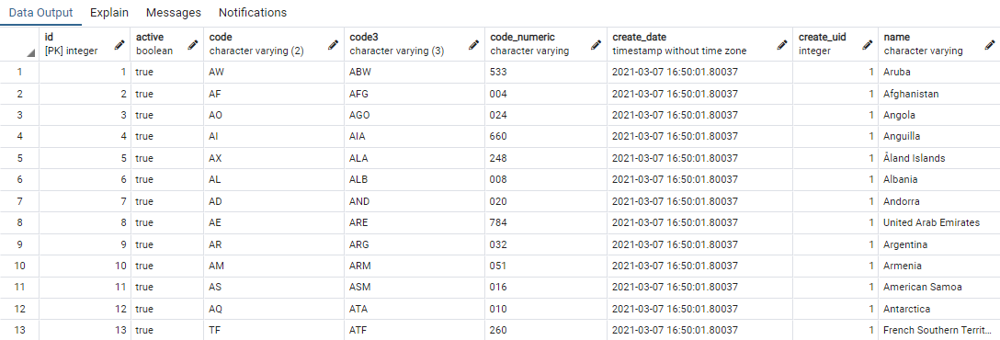 Data Output Explain Messages Notifications
id active code code3 code_numeric create_date create_uid name
[PK] integer boolean character varying (2) character varying (3) character varying timestamp without time zone integer character varying
1 1 true AW ABW 533 2021-03-07 16:50:01.80037 1 Aruba
2 2 true AF AFG 004 2021-03-07 16:50:01.80037 1 Afghanistan
3 3 true AO AGO 024 2021-03-07 16:50:01.80037 1 Angola
4 4 true AI AIA 660 2021-03-07 16:50:01.80037 1 Anguilla
5 5 true AX ALA 248 2021-03-07 16:50:01.80037 1 Åland Islands
6 6 true AL ALB 008 2021-03-07 16:50:01.80037 1 Albania
7 7 true AD AND 020 2021-03-07 16:50:01.80037 1 Andorra
8 8 true AE ARE 784 2021-03-07 16:50:01.80037 1 United Arab Emirates
9 9 true AR ARG 032 2021-03-07 16:50:01.80037 1 Argentina
10 10 true AM ARM 051 2021-03-07 16:50:01.80037 1 Armenia
11 11 true AS ASM 016 2021-03-07 16:50:01.80037 1 American Samoa
12 12 true AQ ATA 010 2021-03-07 16:50:01.80037 1 Antarctica
13 13 true TF ATF 260 2021-03-07 16:50:01.80037 1 French Southern Territ...